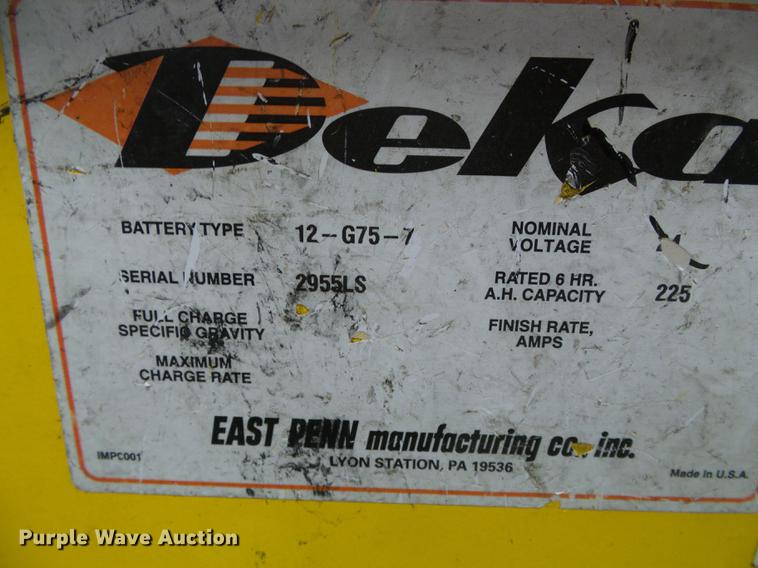 Deka
BATTERY TYPE 12-G75-7
NOMINAL VOLTAGE
SERIAL NUMBER 2955LS
RATED 6 HR. A.H. CAPACITY 225
FULL CHARGE SPECIFIC GRAVITY
FINISH RATE, AMPS
MAXIMUM CHARGE RATE
EAST PENN manufacturing co., inc.
LYON STATION, PA 19536
IMPC001
Made in U.S.A.
Purple Wave Auction